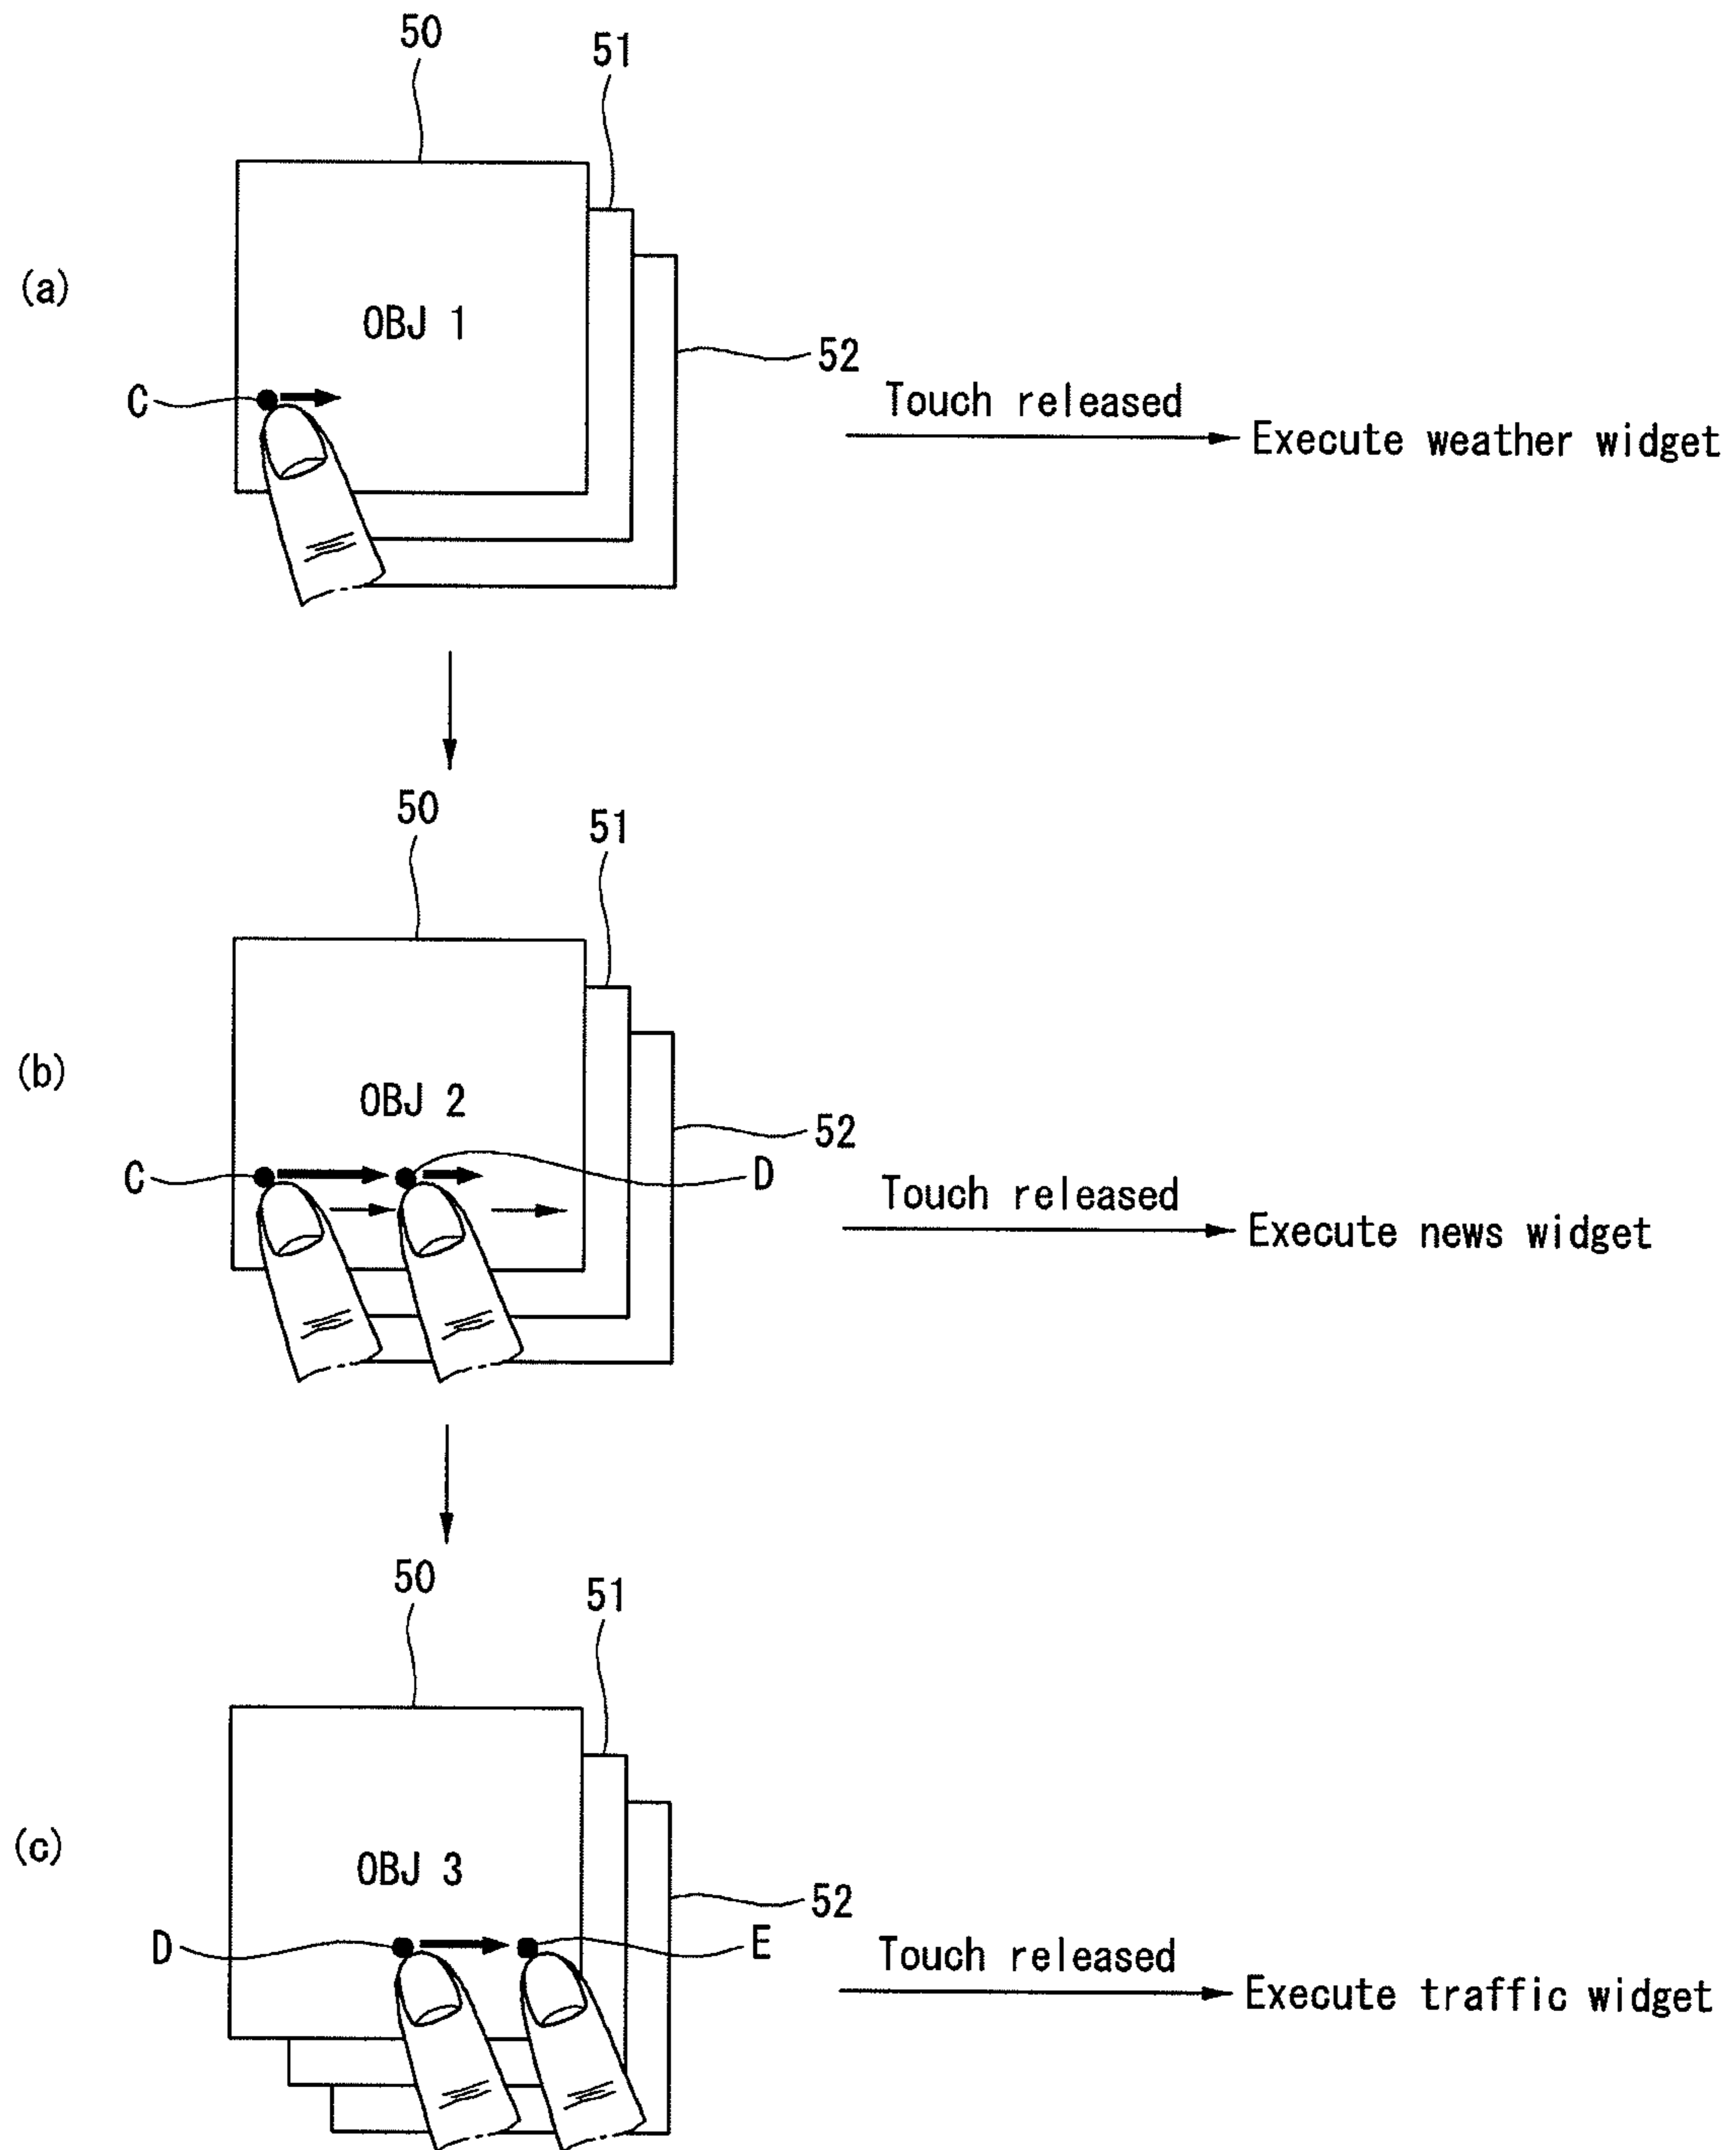 50
51
(a)
OBJ 1
52
C
Touch released
Execute weather widget
50
51
(b)
OBJ 2
52
C
D
Touch released
Execute news widget
50
51
(c)
OBJ 3
52
D
E
Touch released
Execute traffic widget